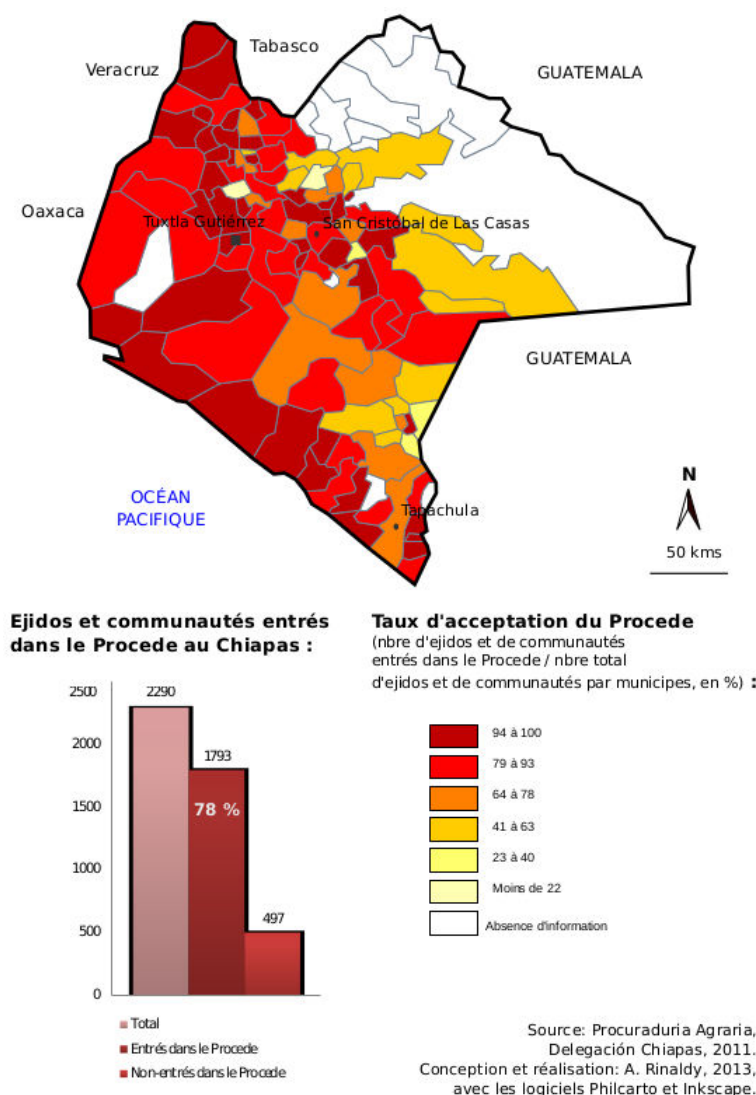 Tabasco
Veracruz
GUATEMALA
Oaxaca
Tuxtla Gutiérrez
San Cristobal de Las Casas
GUATEMALA
OCÉAN
PACIFIQUE
Tapachula
N
50 kms
Ejidos et communautés entrés
dans le Procede au Chiapas :
2500
2000
1500
1000
500
0
2290
1793
78 %
497
Total
Entrés dans le Procede
Non-entrés dans le Procede
Taux d'acceptation du Procede
(nbre d'ejidos et de communautés
entrés dans le Procede / nbre total
d'ejidos et de communautés par municipes, en %) :
94 à 100
79 à 93
64 à 78
41 à 63
23 à 40
Moins de 22
Absence d'information
Source: Procuraduria Agraria,
Delegación Chiapas, 2011.
Conception et réalisation: A. Rinaldy, 2013,
avec les logiciels Philcarto et Inkscape.